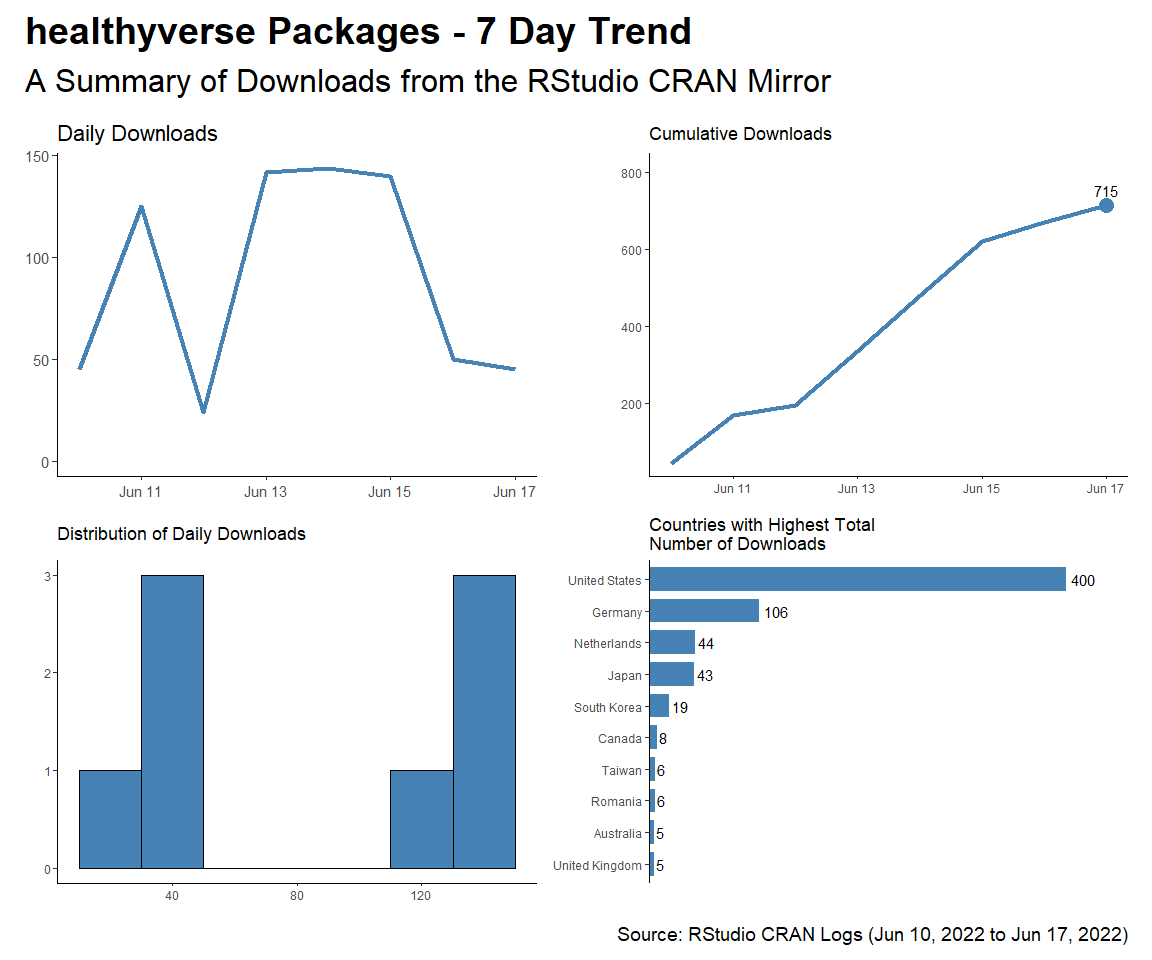 healthyverse Packages - 7 Day Trend
A Summary of Downloads from the RStudio CRAN Mirror
Daily Downloads
150
100
50
0
Jun 11 Jun 13 Jun 15 Jun 17
Cumulative Downloads
800
600
400
200
715
Jun 11 Jun 13 Jun 15 Jun 17
Distribution of Daily Downloads
3
2
1
0
40 80 120
Countries with Highest Total
Number of Downloads
United States 400
Germany 106
Netherlands 44
Japan 43
South Korea 19
Canada 8
Taiwan 6
Romania 6
Australia 5
United Kingdom 5
Source: RStudio CRAN Logs (Jun 10, 2022 to Jun 17, 2022)